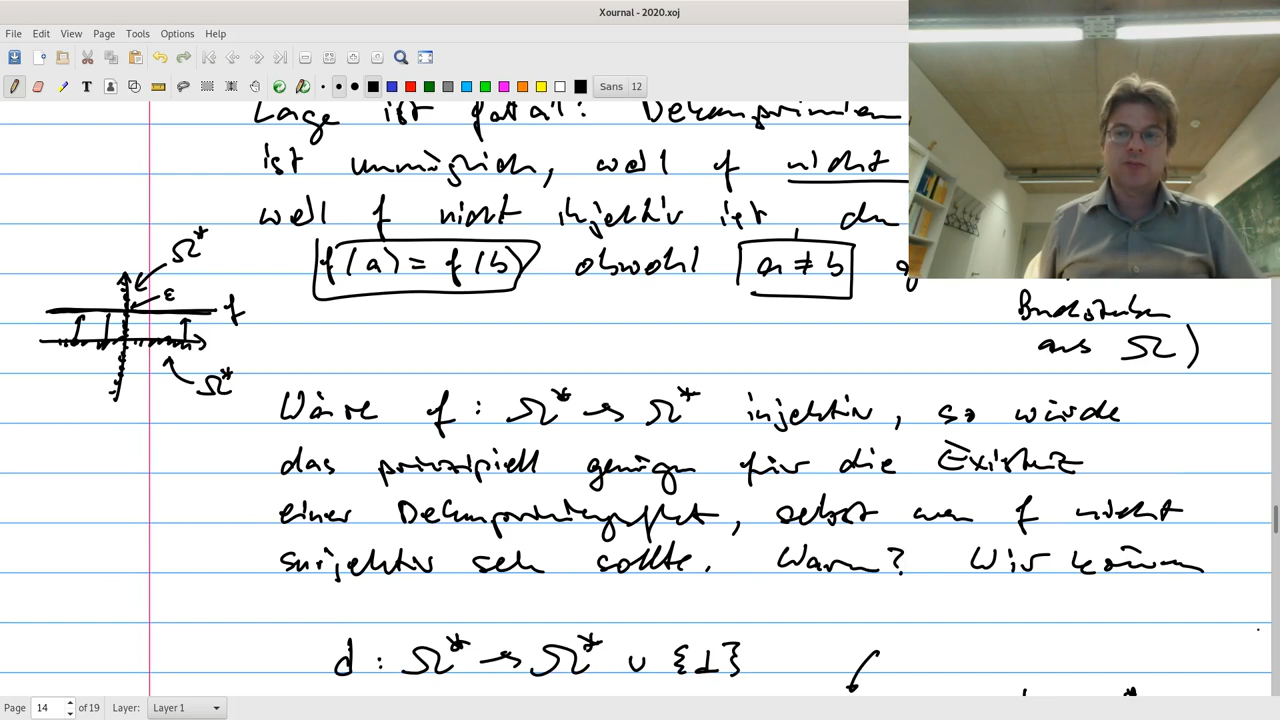 Xournal - 2020.xoj
File Edit View Page Tools Options Help
Sans 12
Lage ist fatal: Dekomprimieren
ist unmöglich, weil f nicht
weil f nicht injektiv ist, da
f(a) = f(b) obwohl a ≠ b
Buchstaben
aus Ω)
Ω*
ε
f
Ω*
Wäre f : Ω* → Ω* injektiv, so würde
das prinzipiell genügen für die Existenz
einer, selbst wenn f nicht
surjektiv sein sollte. Warum? Wir können
d : Ω* → Ω* ∪ {⊥}
Page 14 of 19 Layer: Layer 1